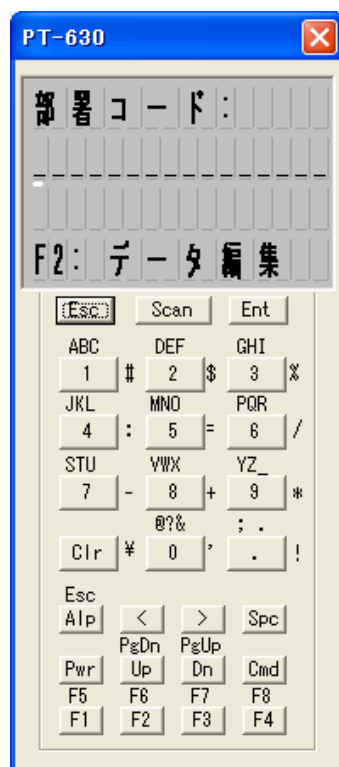 PT-630
部署コード:
F2: データ編集
Esc Scan Ent
ABC DEF GHI
1 # 2 $ 3 %
JKL MNO PQR
4 : 5 = 6 /
STU VWX YZ_
7 - 8 + 9 *
@?& ; .
Clr ¥ 0 ' . !
Esc
Alp < > Spc
PgDn PgUp
Pwr Up Dn Cmd
F5 F6 F7 F8
F1 F2 F3 F4